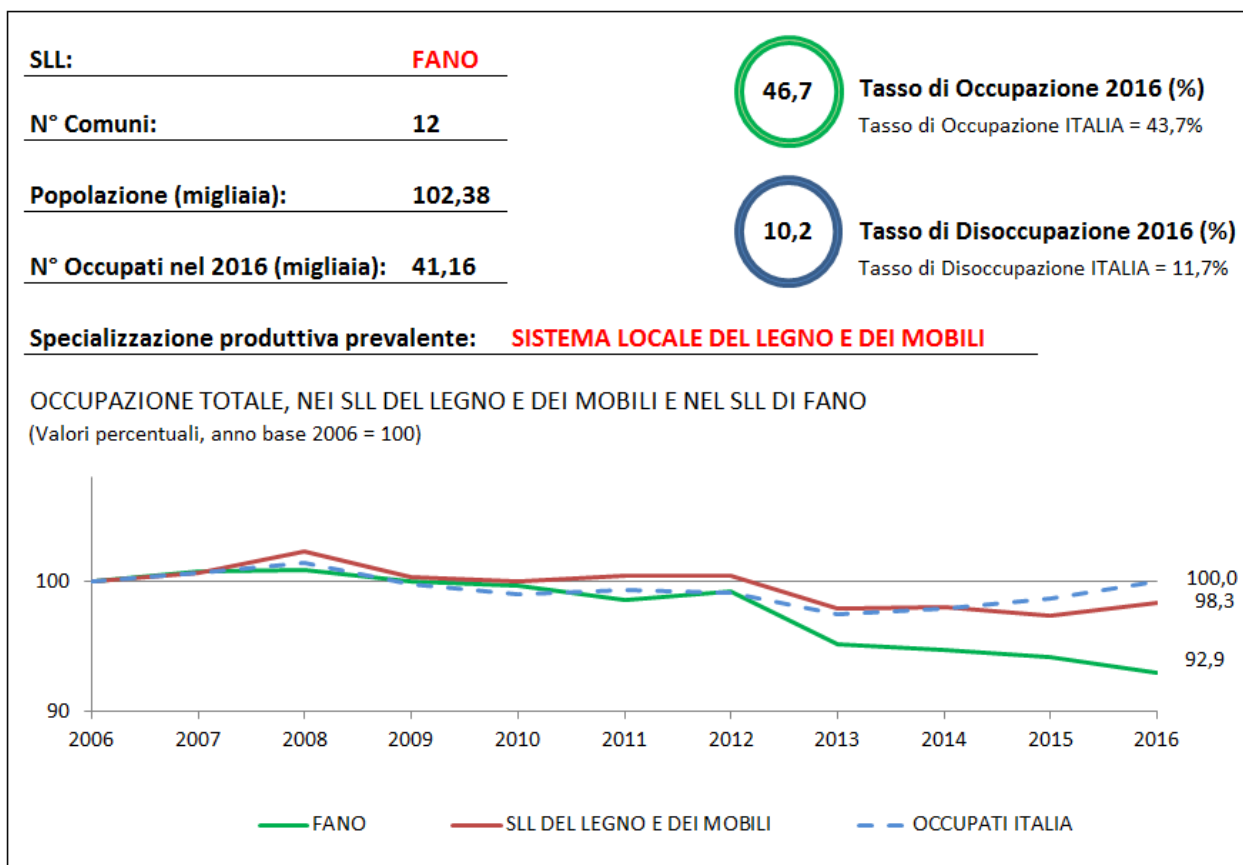 SLL: FANO
46,7 Tasso di Occupazione 2016 (%)
Tasso di Occupazione ITALIA = 43,7%
N° Comuni: 12
Popolazione (migliaia): 102,38
10,2 Tasso di Disoccupazione 2016 (%)
Tasso di Disoccupazione ITALIA = 11,7%
N° Occupati nel 2016 (migliaia): 41,16
Specializzazione produttiva prevalente: SISTEMA LOCALE DEL LEGNO E DEI MOBILI
OCCUPAZIONE TOTALE, NEI SLL DEL LEGNO E DEI MOBILI E NEL SLL DI FANO
(Valori percentuali, anno base 2006 = 100)
100 100,0
98,3
92,9
90
2006 2007 2008 2009 2010 2011 2012 2013 2014 2015 2016
FANO SLL DEL LEGNO E DEI MOBILI OCCUPATI ITALIA